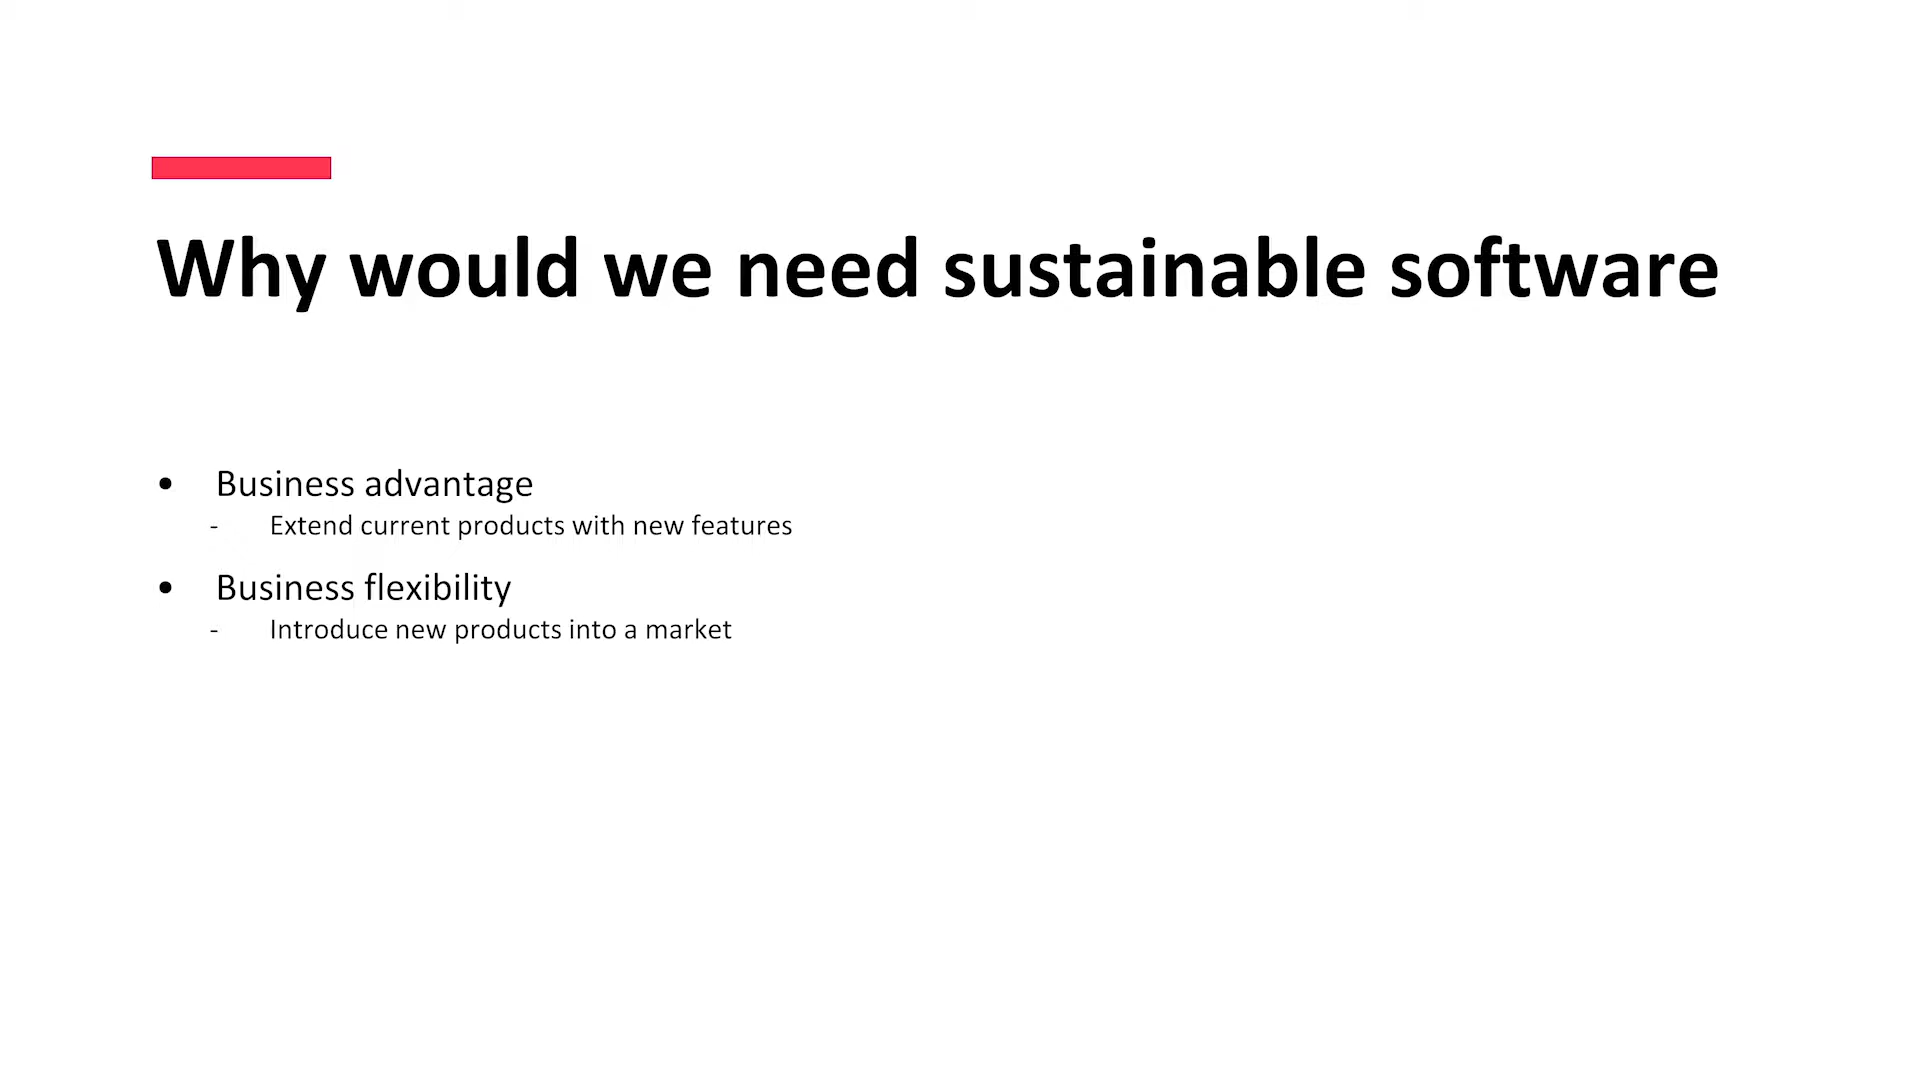 Why would we need sustainable software
• Business advantage
- Extend current products with new features
• Business flexibility
- Introduce new products into a market